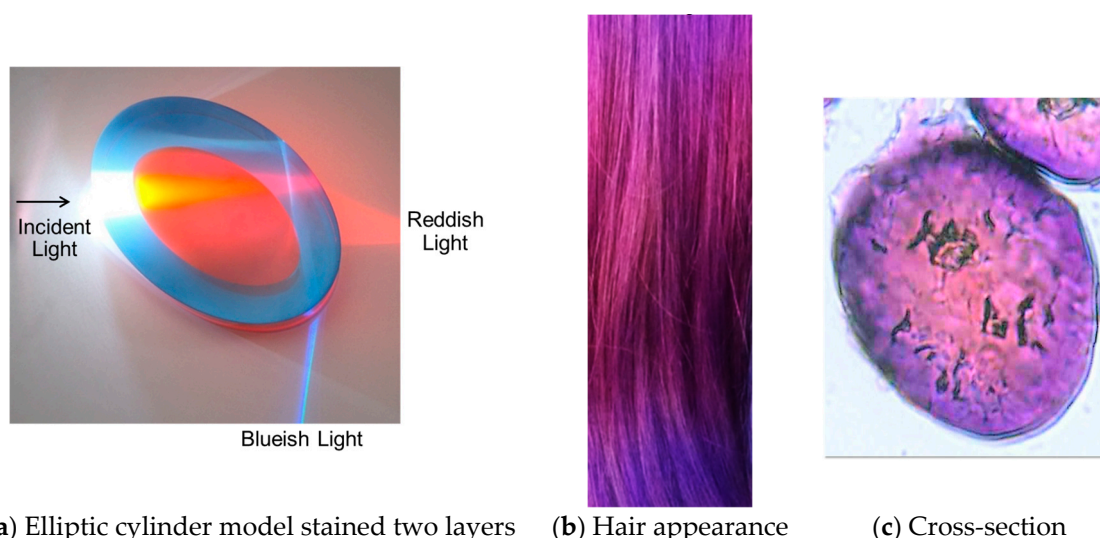 Incident
Light
Reddish
Light
Blueish Light
a) Elliptic cylinder model stained two layers
(b) Hair appearance
(c) Cross-section